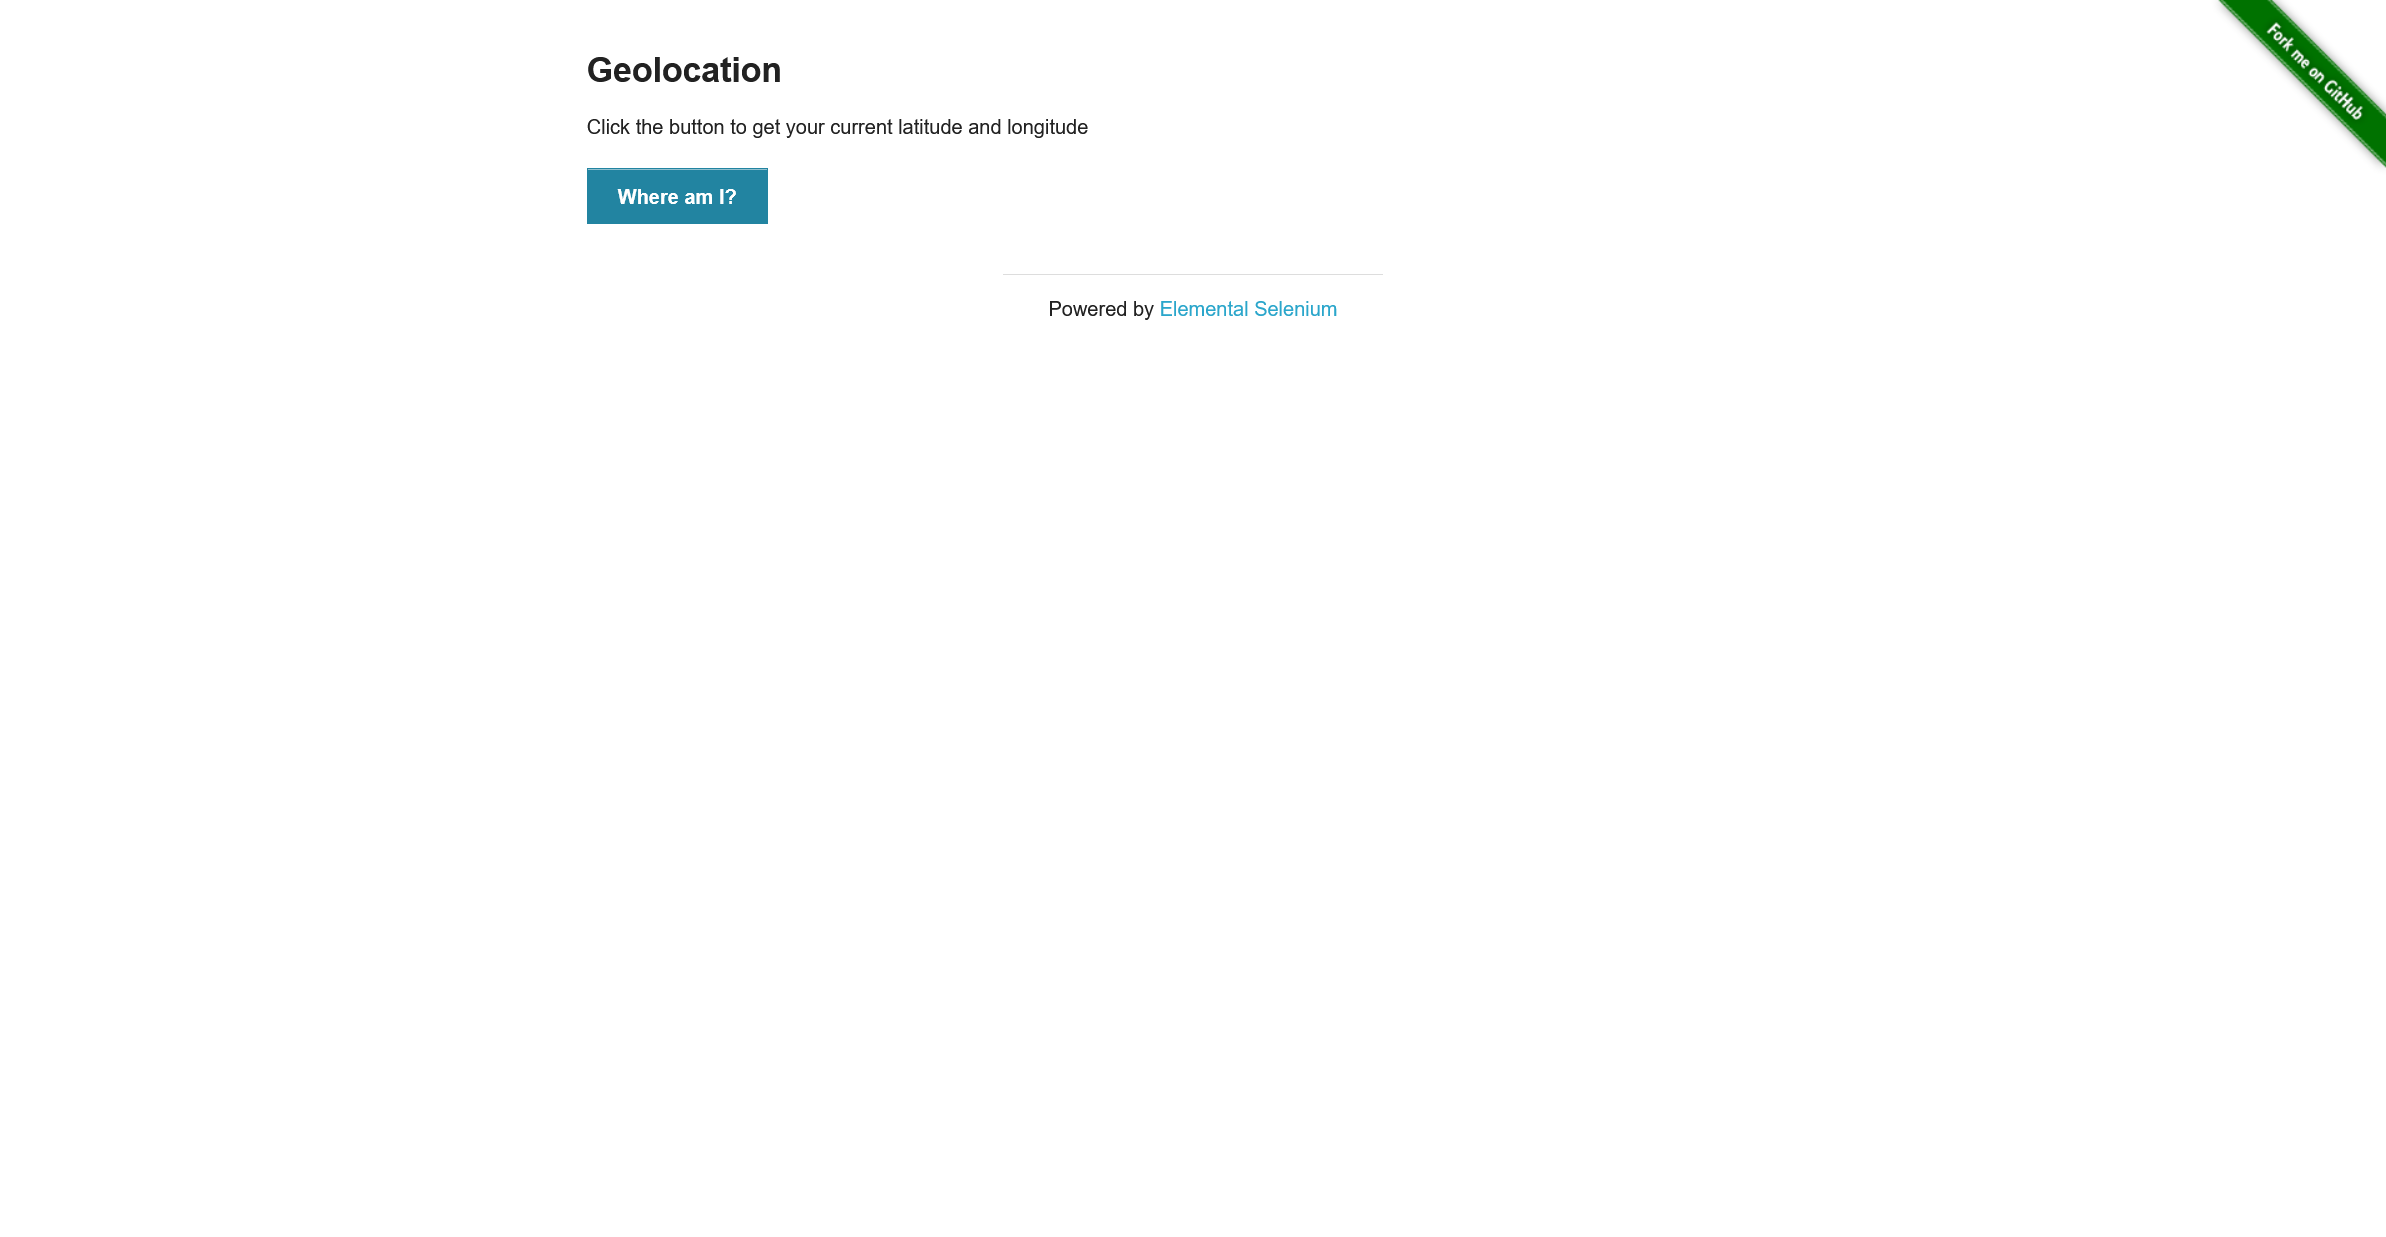 Geolocation
Fork me on GitHub
Click the button to get your current latitude and longitude
Where am I?
Powered by Elemental Selenium